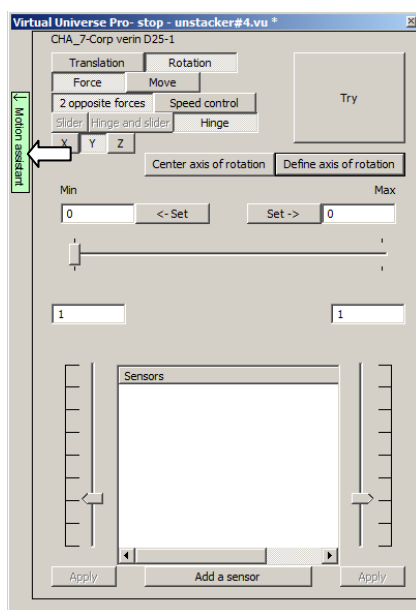 Virtual Universe Pro- stop - unstacker#4.vu *
CHA_7-Corp verin D25-1
Translation Rotation
Force Move
Try
2 opposite forces Speed control
Slider Hinge and slider Hinge
X Y Z
← Motion assistant
Center axis of rotation Define axis of rotation
Min Max
0 <- Set Set -> 0
1 1
Sensors
Apply Add a sensor Apply